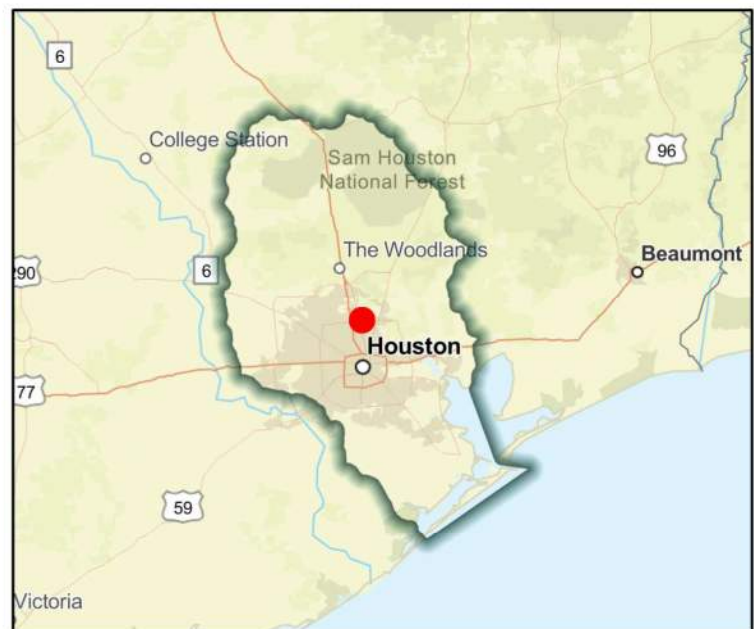 6
College Station
Sam Houston
National Forest
96
The Woodlands
Beaumont
290
6
Houston
77
59
Victoria